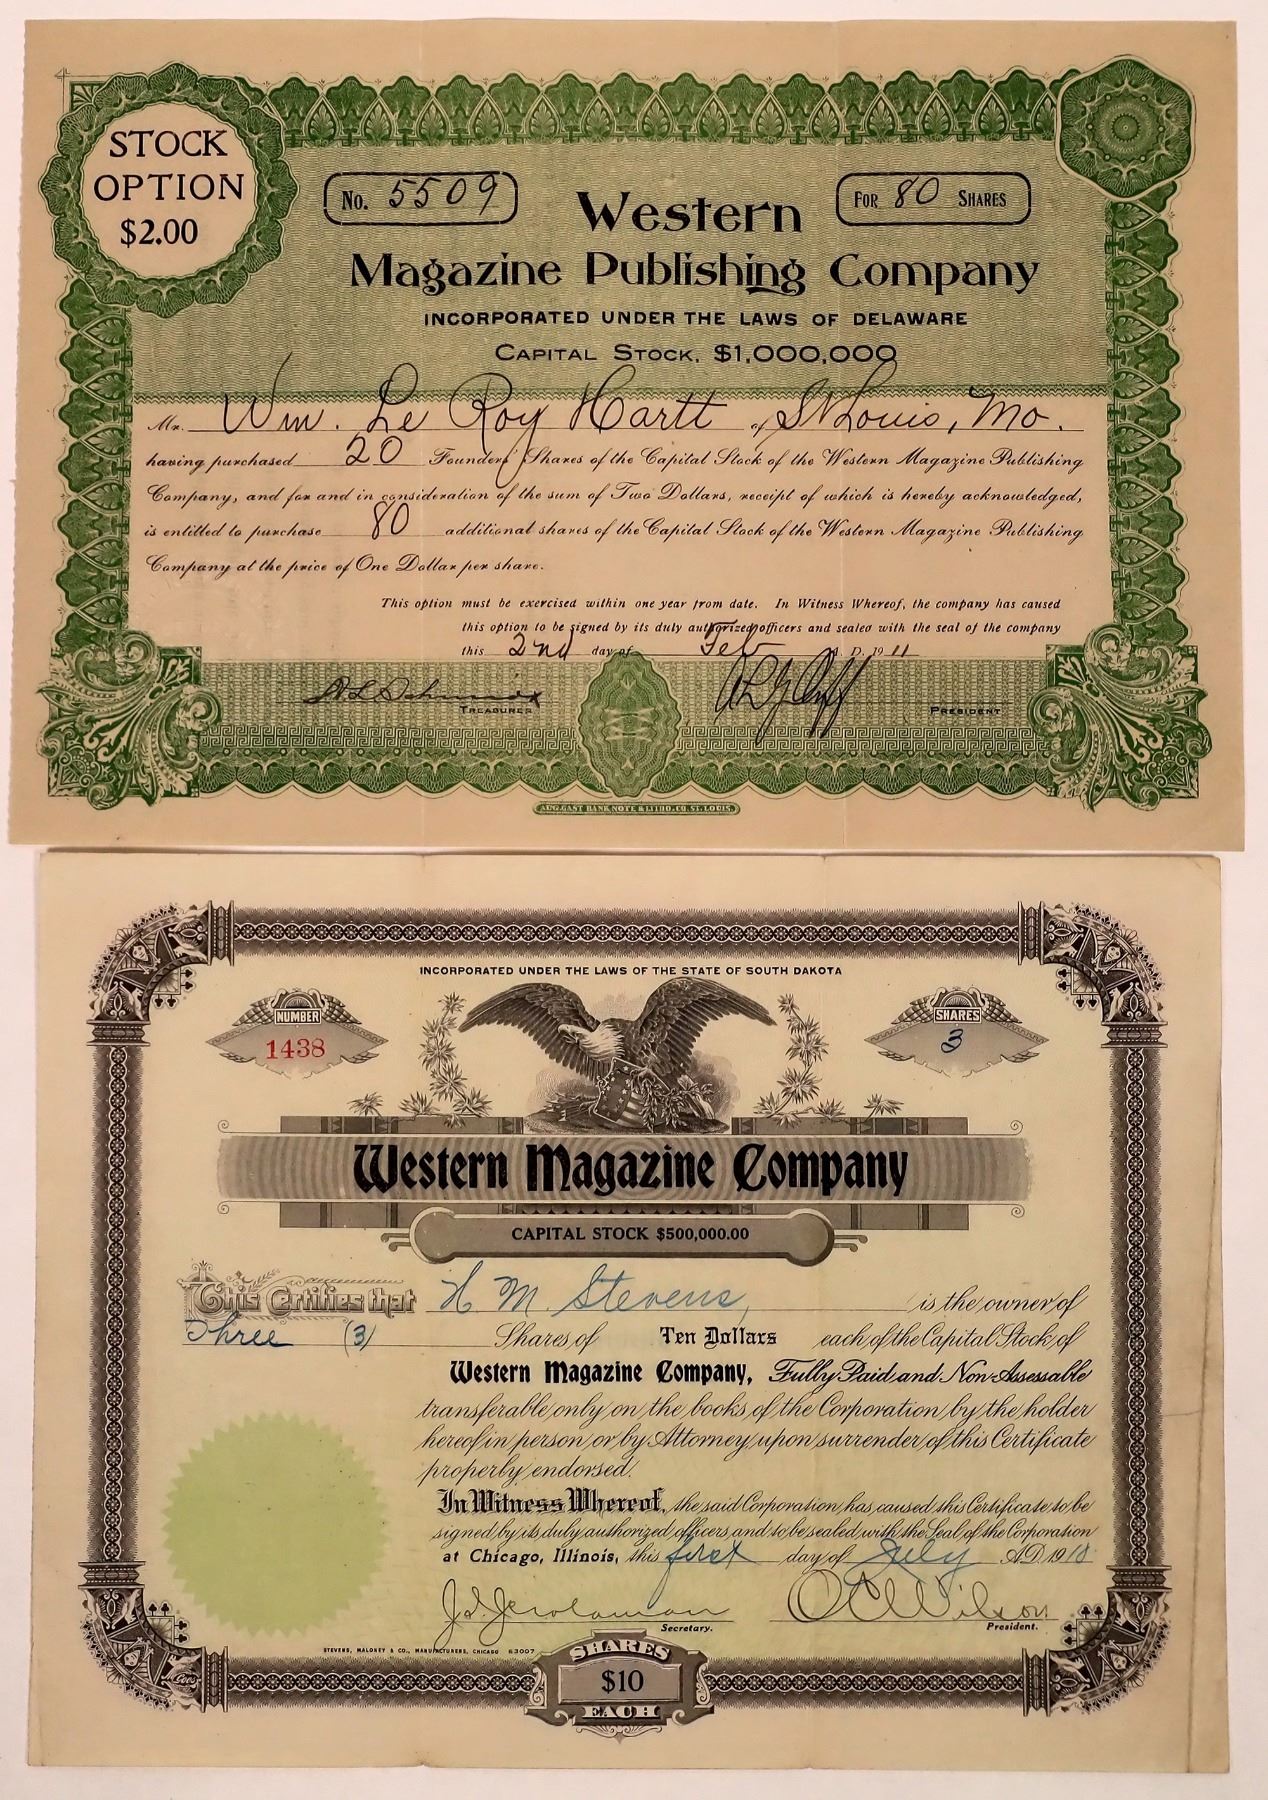 STOCK
OPTION
$2.00
No. 5509
For 80 Shares
Western
Magazine Publishing Company
INCORPORATED UNDER THE LAWS OF DELAWARE
Capital Stock, $1,000,000
Mr. Wm. Le Roy Hartt of St Louis, Mo.
having purchased 20 Founders' Shares of the Capital Stock of the Western Magazine Publishing
Company, and for and in consideration of the sum of Two Dollars, receipt of which is hereby acknowledged,
is entitled to purchase 80 additional shares of the Capital Stock of the Western Magazine Publishing
Company at the price of One Dollar per share.
This option must be exercised within one year from date. In Witness Whereof, the company has caused
this option to be signed by its duly authorized officers and sealed with the seal of the company
this 2nd day of Feb A. D. 1911
Treasurer
President
AUG. GAST BANK NOTE & LITHO. CO. ST. LOUIS.
INCORPORATED UNDER THE LAWS OF THE STATE OF SOUTH DAKOTA
NUMBER
1438
SHARES
3
Western Magazine Company
CAPITAL STOCK $500,000.00
This Certifies that H. M. Stevens, is the owner of
Three (3) Shares of Ten Dollars each of the Capital Stock of
Western Magazine Company, Fully Paid and Non-Assessable
transferable only on the books of the Corporation by the holder
hereof in person or by Attorney upon surrender of this Certificate
properly endorsed.
In Witness Whereof, the said Corporation has caused this Certificate to be
signed by its duly authorized officers and to be sealed with the Seal of the Corporation
at Chicago, Illinois, this first day of July A.D. 1918
O C Wilson
Secretary.
President.
STEVENS, MALONEY & CO., MANUFACTURERS, CHICAGO 63007
SHARES
$10
EACH